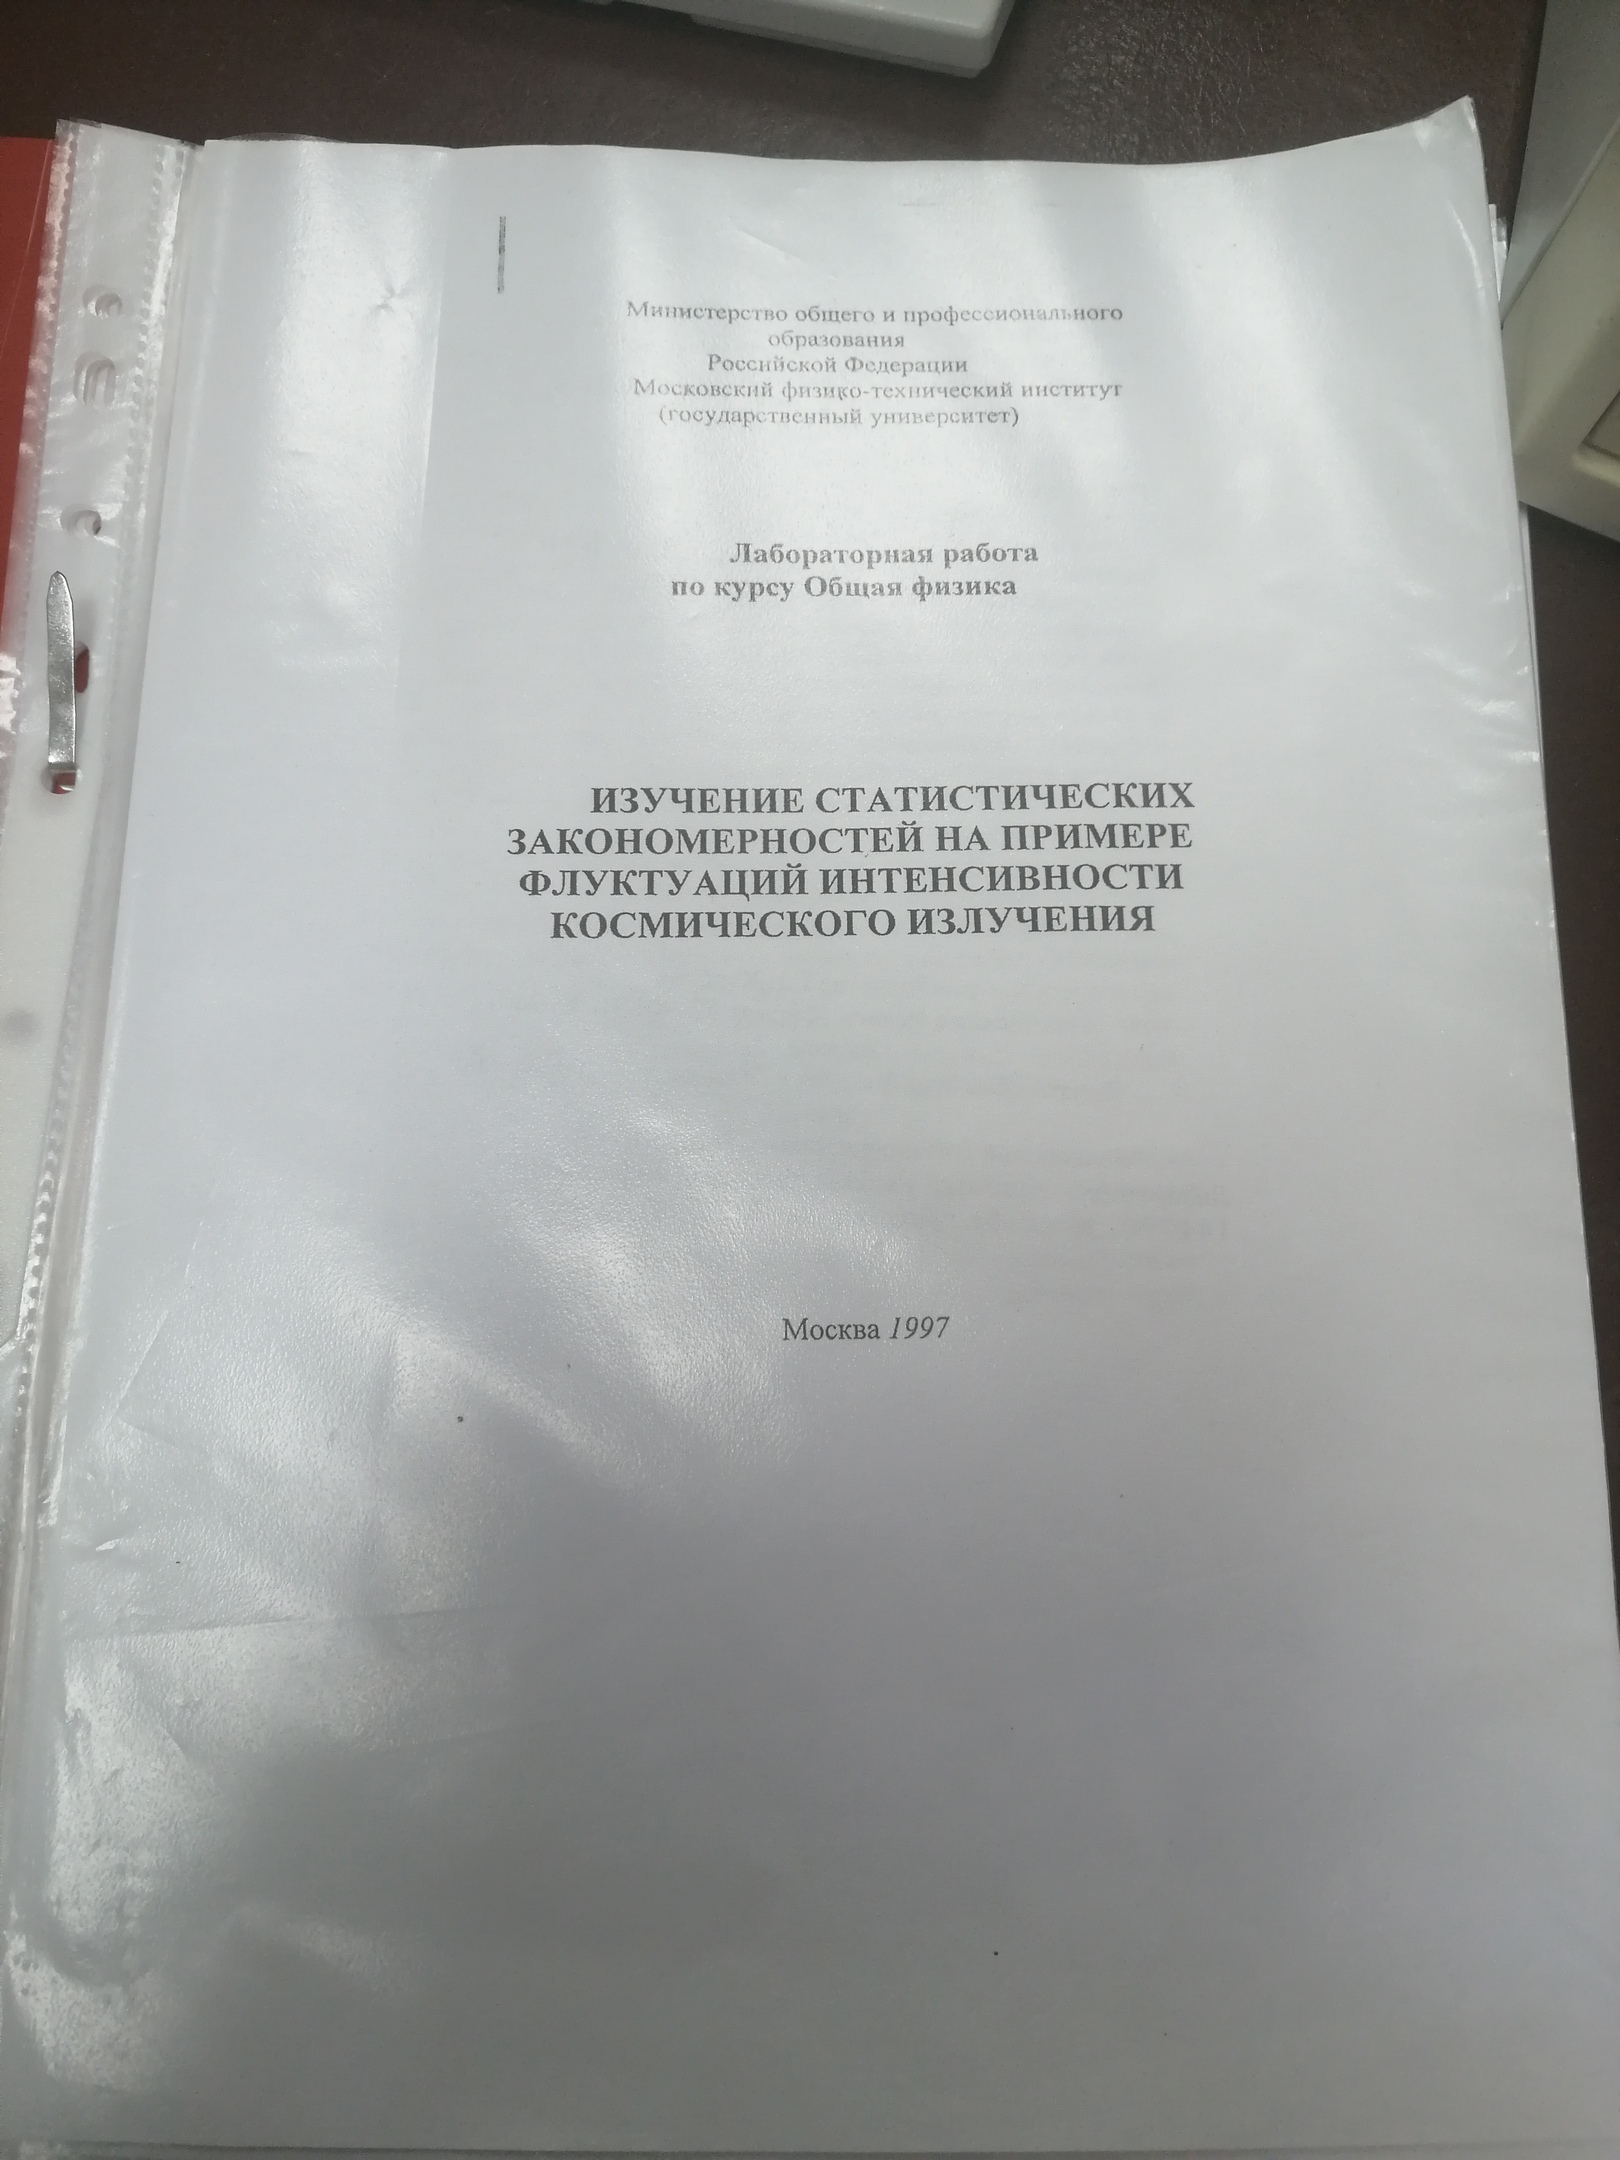 Министерство общего и профессионального
образования
Российской Федерации
Московский физико-технический институт
(государственный университет)
Лабораторная работа
по курсу Общая физика
ИЗУЧЕНИЕ СТАТИСТИЧЕСКИХ
ЗАКОНОМЕРНОСТЕЙ НА ПРИМЕРЕ
ФЛУКТУАЦИЙ ИНТЕНСИВНОСТИ
КОСМИЧЕСКОГО ИЗЛУЧЕНИЯ
Москва 1997